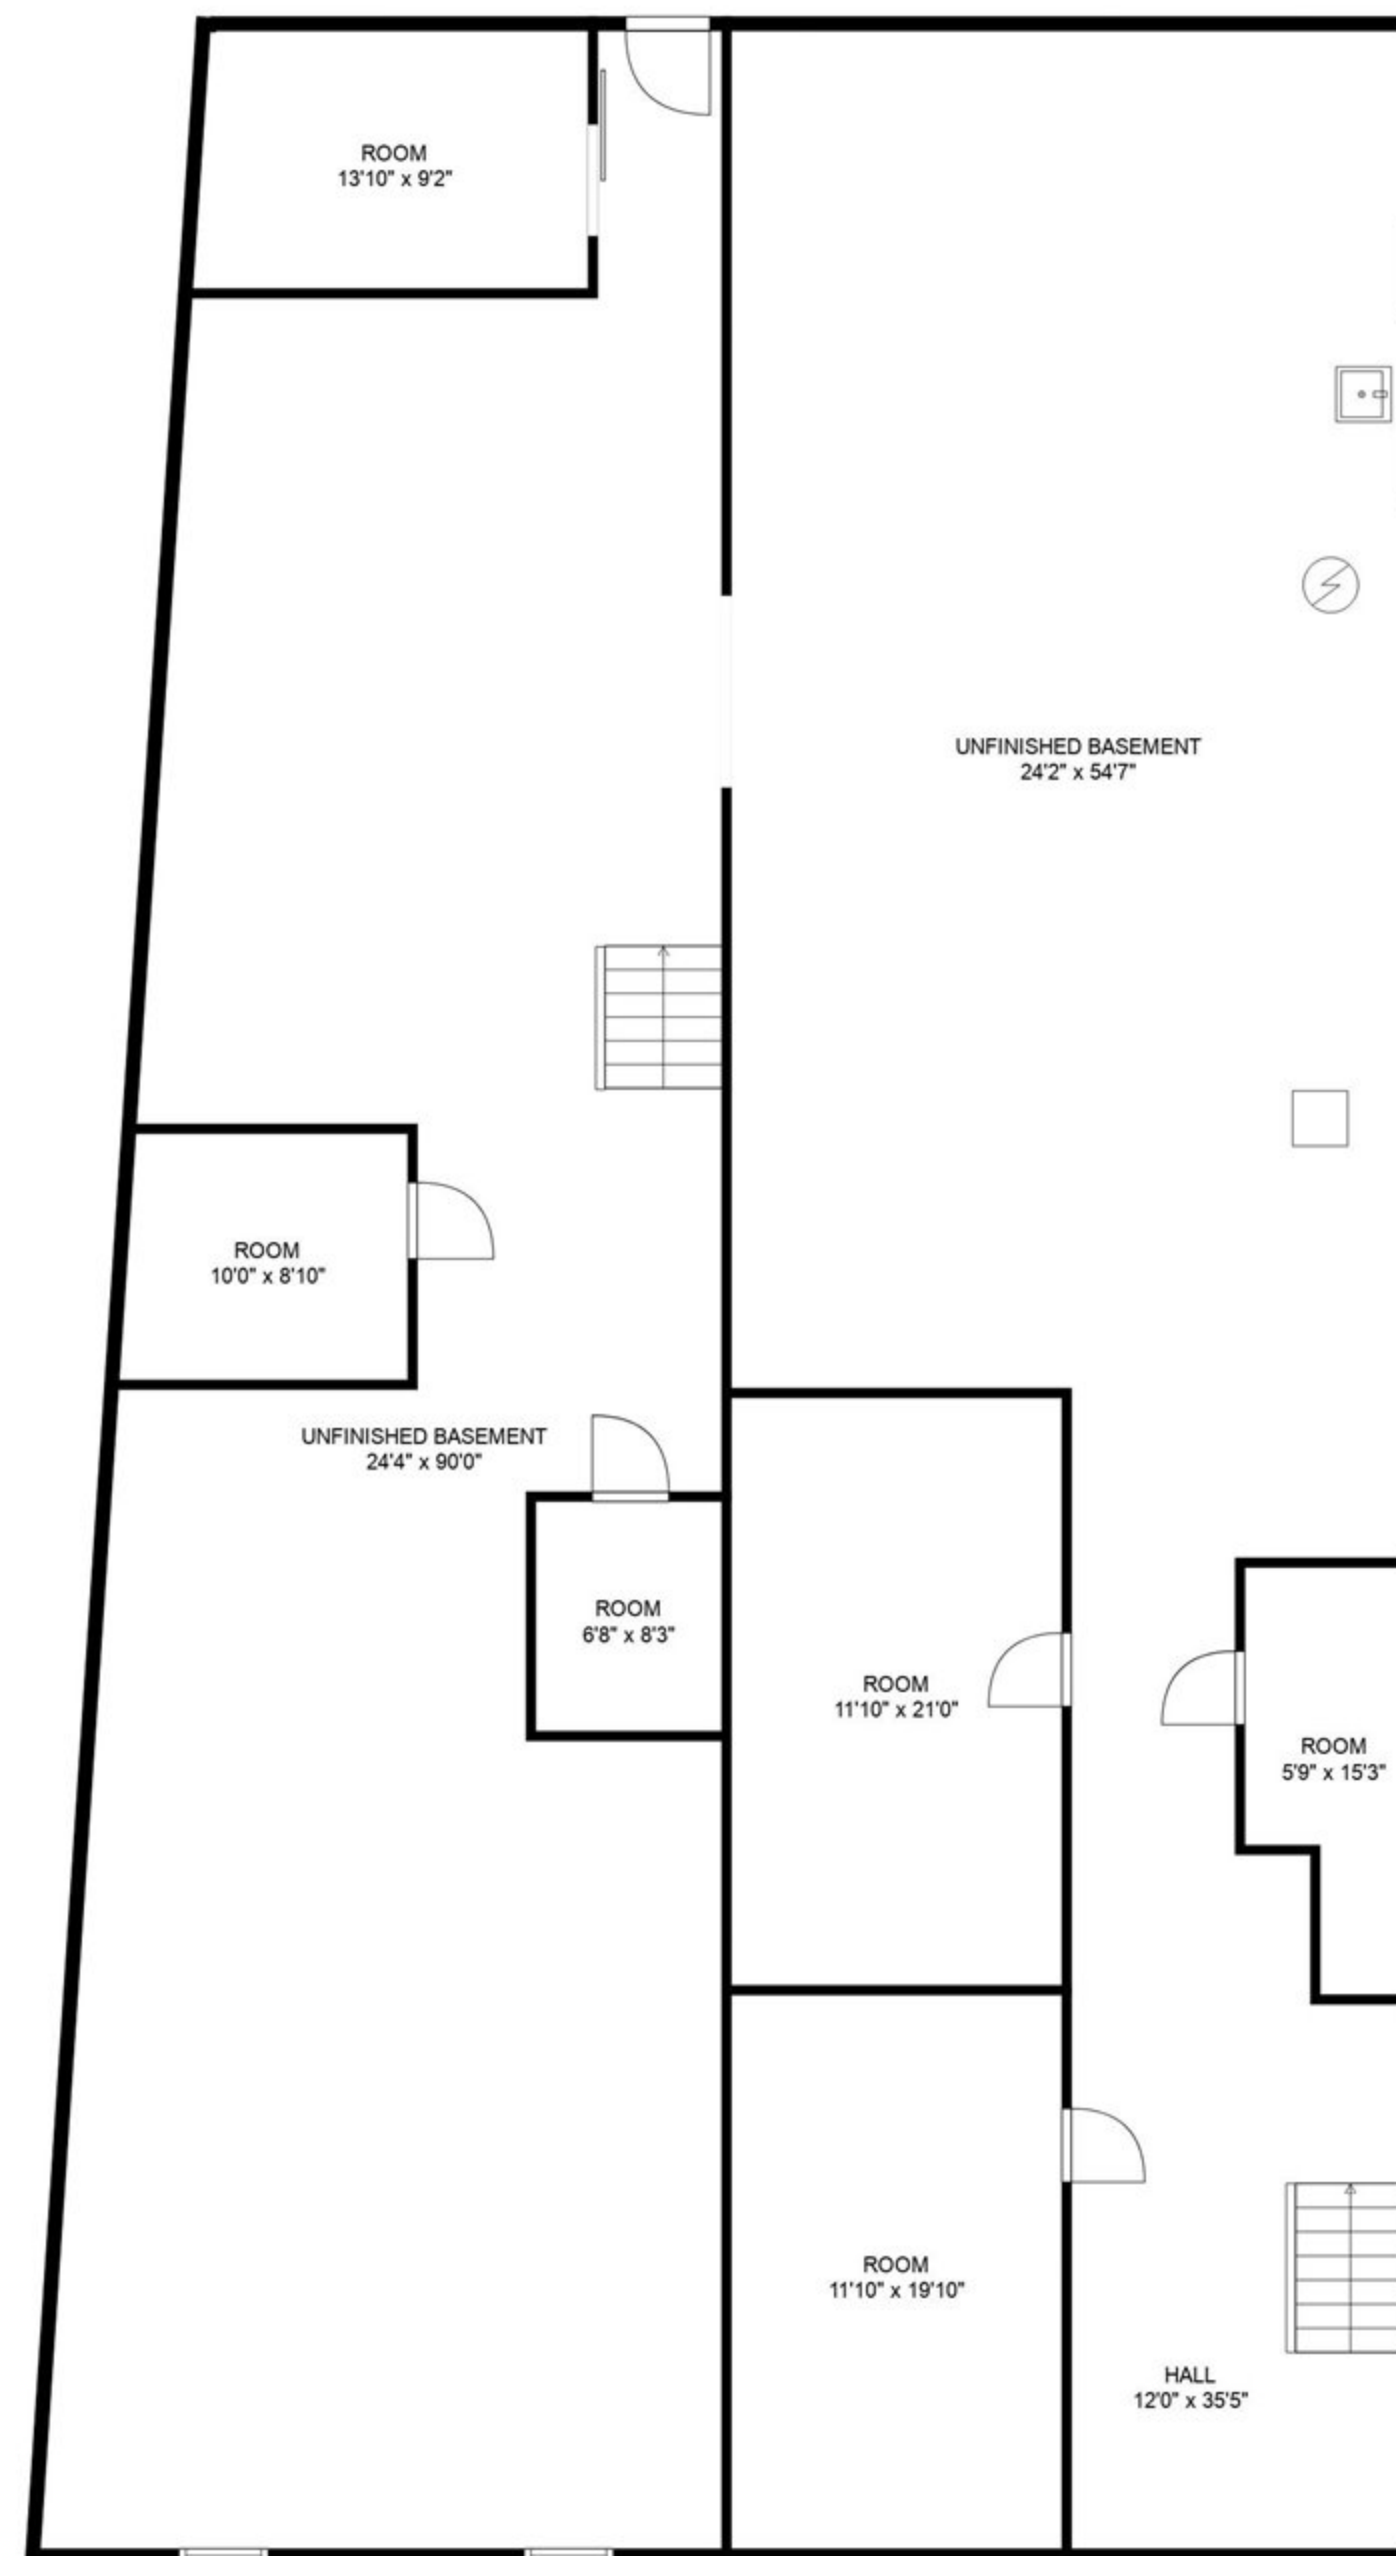 ROOM
13'10" x 9'2"
UNFINISHED BASEMENT
24'2" x 54'7"
ROOM
10'0" x 8'10"
UNFINISHED BASEMENT
24'4" x 90'0"
ROOM
6'8" x 8'3"
ROOM
11'10" x 21'0"
ROOM
5'9" x 15'3"
ROOM
11'10" x 19'10"
HALL
12'0" x 35'5"